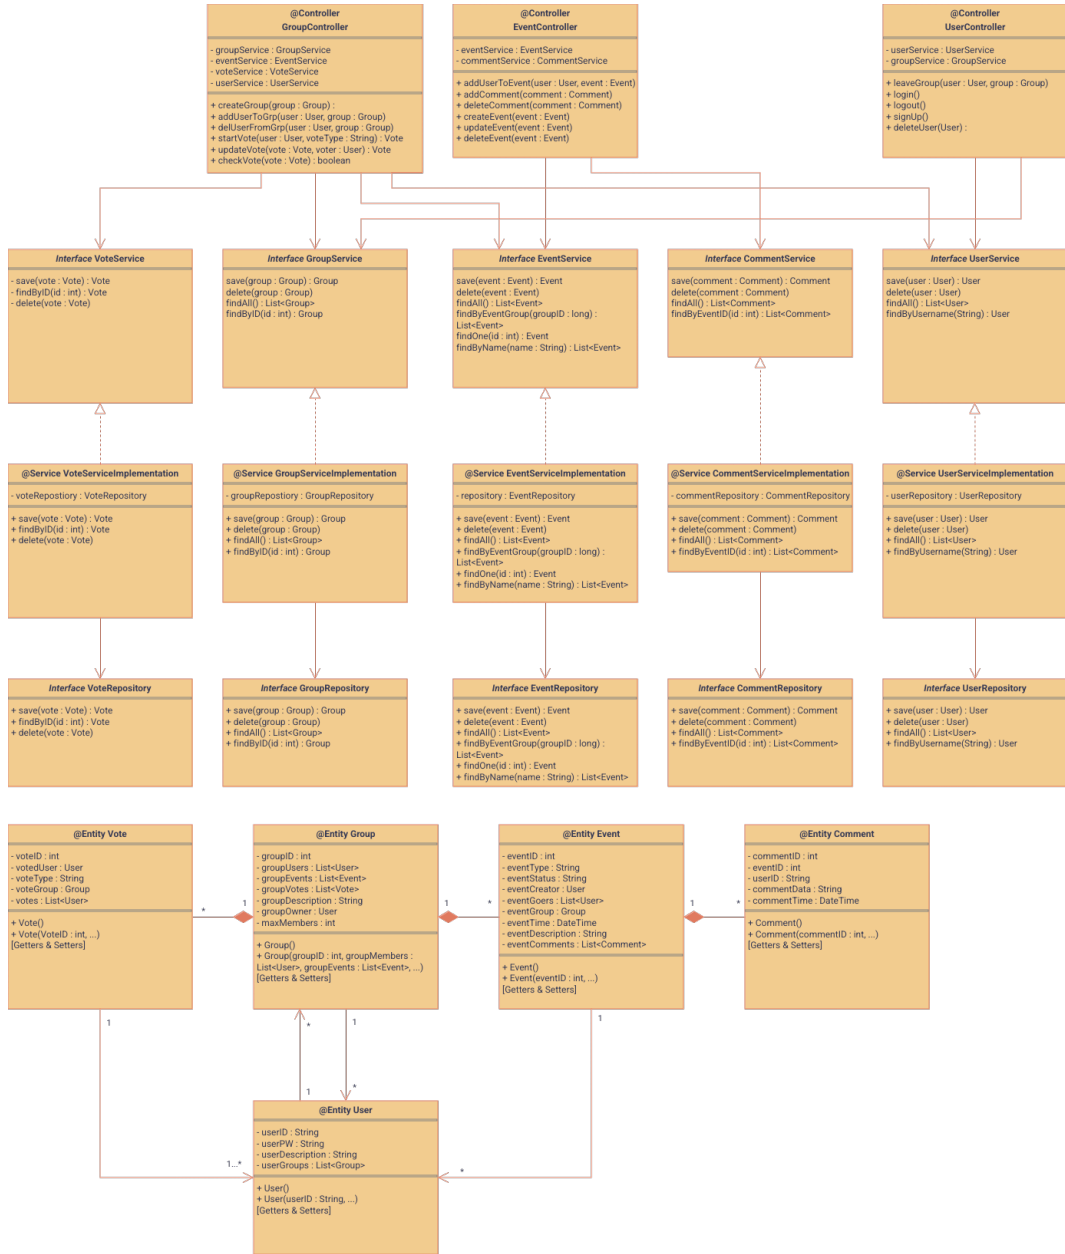 @Controller
GroupController
- groupService : GroupService
- eventService : EventService
- voteService : VoteService
- userService : UserService
+ createGroup(group : Group) :
+ addUserToGrp(user : User, group : Group)
+ delUserFromGrp(user : User, group : Group)
+ startVote(user : User, voteType : String) : Vote
+ updateVote(vote : Vote, voter : User) : Vote
+ checkVote(vote : Vote) : boolean
@Controller
EventController
- eventService : EventService
- commentService : CommentService
+ addUserToEvent(user : User, event : Event)
+ addComment(comment : Comment)
+ deleteComment(comment : Comment)
+ createEvent(event : Event)
+ updateEvent(event : Event)
+ deleteEvent(event : Event)
@Controller
UserController
- userService : UserService
- groupService : GroupService
+ leaveGroup(user : User, group : Group)
+ login()
+ logout()
+ signUp()
+ deleteUser(User) :
Interface VoteService
- save(vote : Vote) : Vote
- findByID(id : int) : Vote
- delete(vote : Vote)
Interface GroupService
save(group : Group) : Group
delete(group : Group)
findAll() : List<Group>
findByID(id : int) : Group
Interface EventService
save(event : Event) : Event
delete(event : Event)
findAll() : List<Event>
findByEventGroup(groupID : long) :
List<Event>
findOne(id : int) : Event
findByName(name : String) : List<Event>
Interface CommentService
save(comment : Comment) : Comment
delete(comment : Comment)
findAll() : List<Comment>
findByEventID(id : int) : List<Comment>
Interface UserService
save(user : User) : User
delete(user : User)
findAll() : List<User>
findByUsername(String) : User
@Service VoteServiceImplementation
- voteRepostiory : VoteRepository
+ save(vote : Vote) : Vote
+ findByID(id : int) : Vote
+ delete(vote : Vote)
@Service GroupServiceImplementation
- groupRepostiory : GroupRepository
+ save(group : Group) : Group
+ delete(group : Group)
+ findAll() : List<Group>
+ findByID(id : int) : Group
@Service EventServiceImplementation
- repository : EventRepository
+ save(event : Event) : Event
+ delete(event : Event)
+ findAll() : List<Event>
+ findByEventGroup(groupID : long) :
List<Event>
+ findOne(id : int) : Event
+ findByName(name : String) : List<Event>
@Service CommentServiceImplementation
- commentRepository : CommentRepository
+ save(comment : Comment) : Comment
+ delete(comment : Comment)
+ findAll() : List<Comment>
+ findByEventID(id : int) : List<Comment>
@Service UserServiceImplementation
- userRepository : UserRepository
+ save(user : User) : User
+ delete(user : User)
+ findAll() : List<User>
+ findByUsername(String) : User
Interface VoteRepository
+ save(vote : Vote) : Vote
+ findByID(id : int) : Vote
+ delete(vote : Vote)
Interface GroupRepository
+ save(group : Group) : Group
+ delete(group : Group)
+ findAll() : List<Group>
+ findByID(id : int) : Group
Interface EventRepository
+ save(event : Event) : Event
+ delete(event : Event)
+ findAll() : List<Event>
+ findByEventGroup(groupID : long) :
List<Event>
+ findOne(id : int) : Event
+ findByName(name : String) : List<Event>
Interface CommentRepository
+ save(comment : Comment) : Comment
+ delete(comment : Comment)
+ findAll() : List<Comment>
+ findByEventID(id : int) : List<Comment>
Interface UserRepository
+ save(user : User) : User
+ delete(user : User)
+ findAll() : List<User>
+ findByUsername(String) : User
@Entity Vote
- voteID : int
- votedUser : User
- voteType : String
- voteGroup : Group
- votes : List<User>
+ Vote()
+ Vote(VoteID : int, ...)
[Getters & Setters]
*
1
@Entity Group
- groupID : int
- groupUsers : List<User>
- groupEvents : List<Event>
- groupVotes : List<Vote>
- groupDescription : String
- groupOwner : User
- maxMembers : int
+ Group()
+ Group(groupID : int, groupMembers :
List<User>, groupEvents : List<Event>, ...)
[Getters & Setters]
1
*
@Entity Event
- eventID : int
- eventType : String
- eventStatus : String
- eventCreator : User
- eventGoers : List<User>
- eventGroup : Group
- eventTime : DateTime
- eventDescription : String
- eventComments : List<Comment>
+ Event()
+ Event(eventID : int, ...)
[Getters & Setters]
1
*
@Entity Comment
- commentID : int
- eventID : int
- userID : String
- commentData : String
- commentTime : DateTime
+ Comment()
+ Comment(commentID : int, ...)
[Getters & Setters]
1
*
1
1
1
*
@Entity User
- userID : String
- userPW : String
- userDescription : String
- userGroups : List<Group>
+ User()
+ User(userID : String, ...)
[Getters & Setters]
1...*
*